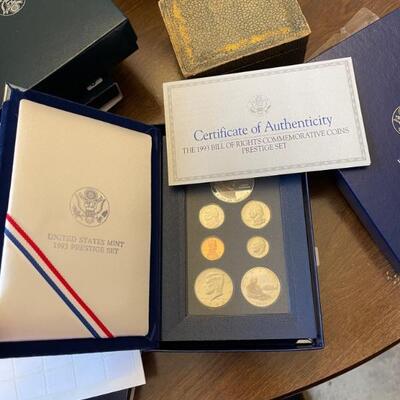 Certificate of Authenticity
THE 1993 BILL OF RIGHTS COMMEMORATIVE COINS
PRESTIGE SET
UNITED STATES MINT
1993 PRESTIGE SET